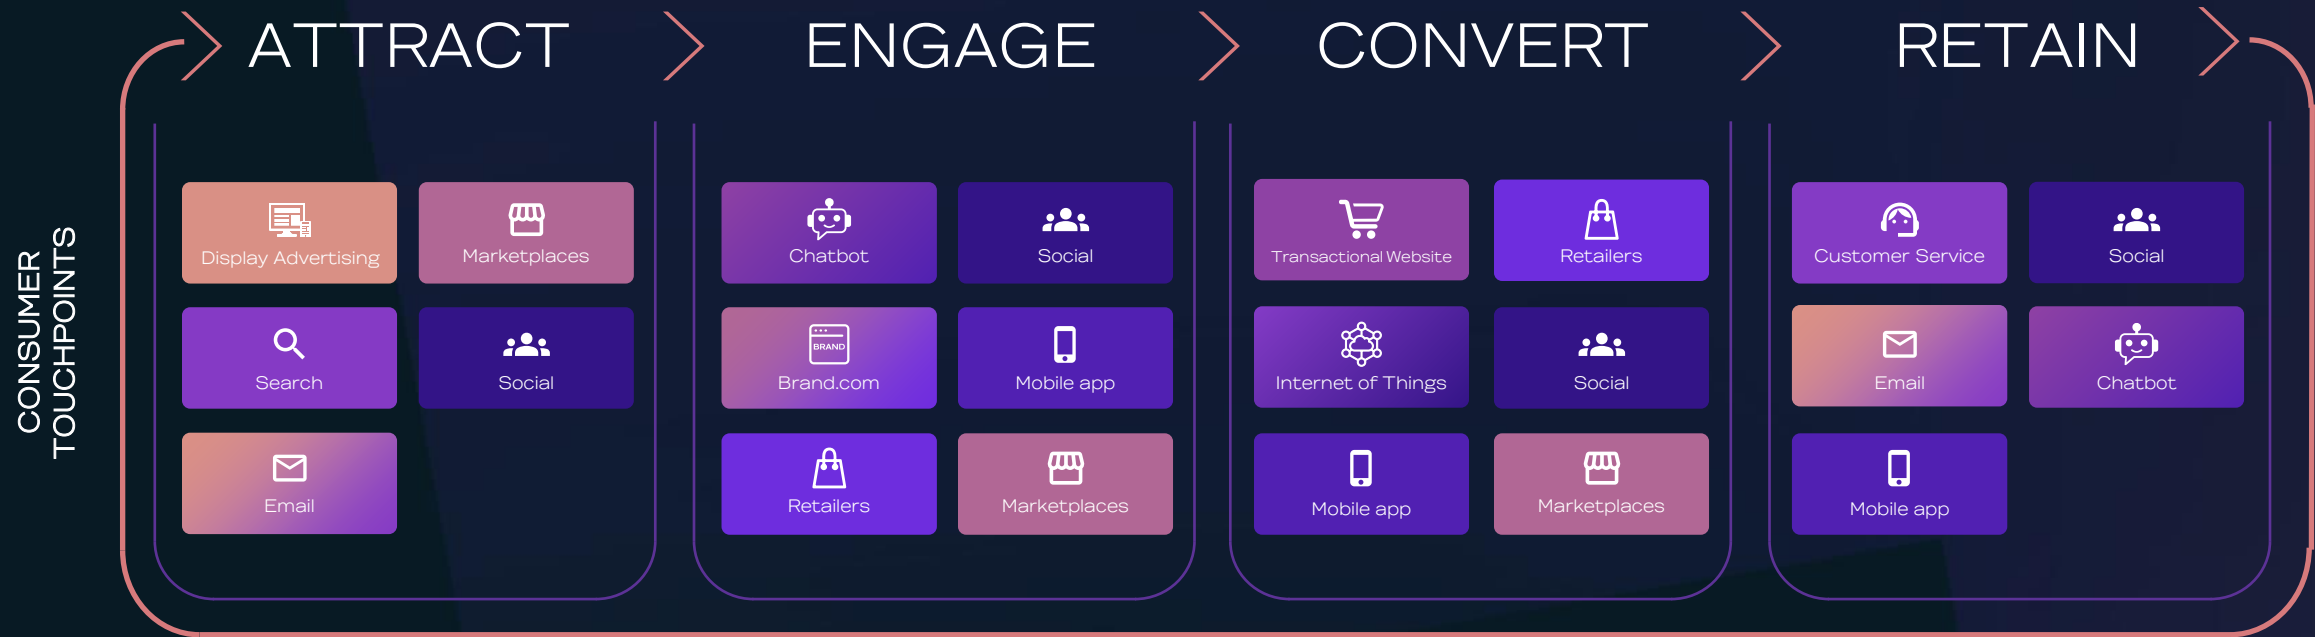 ATTRACT
ENGAGE
CONVERT
RETAIN
CONSUMER
TOUCHPOINTS
Display Advertising
Marketplaces
Search
Social
Email
Chatbot
Social
BRAND
Brand.com
Mobile app
Retailers
Marketplaces
Transactional Website
Retailers
Internet of Things
Social
Mobile app
Marketplaces
Customer Service
Social
Email
Chatbot
Mobile app